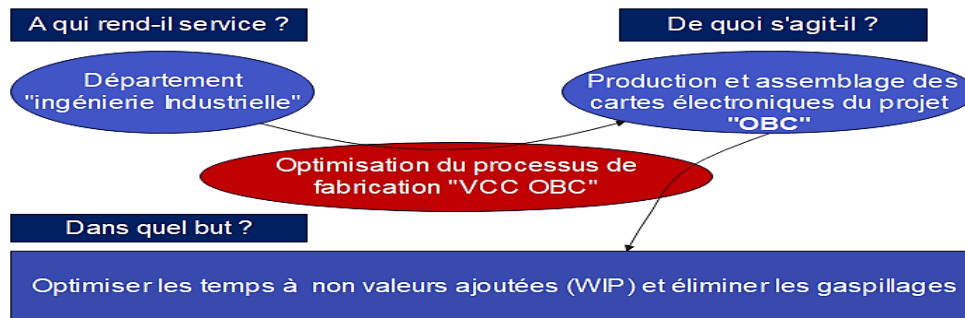 A qui rend-il service ?
De quoi s'agit-il ?
Département
"ingénierie Industrielle"
Production et assemblage des
cartes électroniques du projet
"OBC"
Optimisation du processus de
fabrication "VCC OBC"
Dans quel but ?
Optimiser les temps à non valeurs ajoutées (WIP) et éliminer les gaspillages